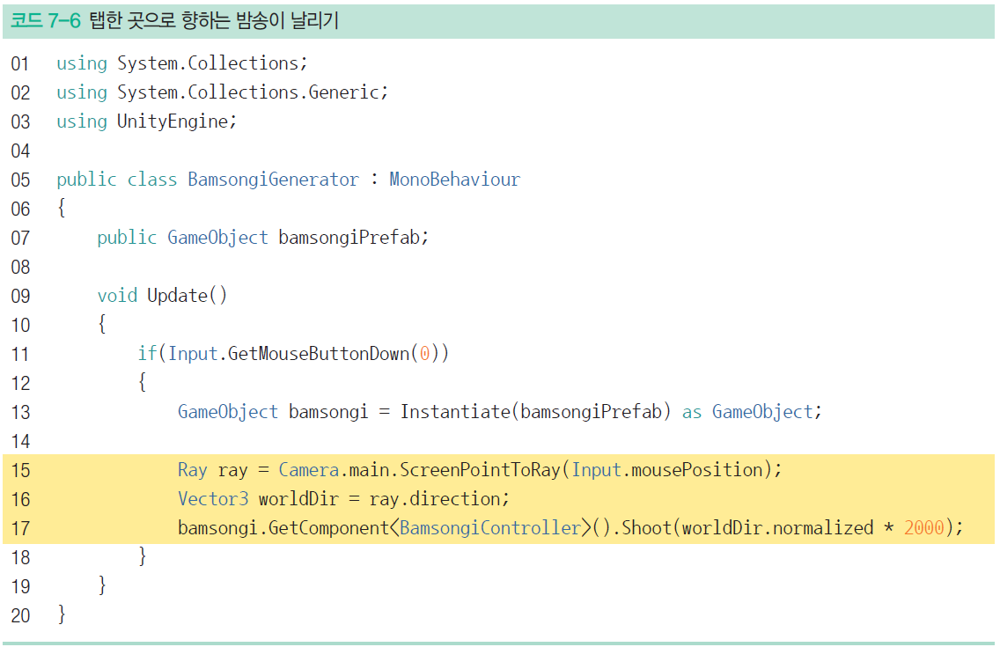 코드 7-6 탭한 곳으로 향하는 밤송이 날리기
01 using System.Collections;
02 using System.Collections.Generic;
03 using UnityEngine;
04
05 public class BamsongiGenerator : MonoBehaviour
06 {
07     public GameObject bamsongiPrefab;
08
09     void Update()
10     {
11         if(Input.GetMouseButtonDown(0))
12         {
13             GameObject bamsongi = Instantiate(bamsongiPrefab) as GameObject;
14
15             Ray ray = Camera.main.ScreenPointToRay(Input.mousePosition);
16             Vector3 worldDir = ray.direction;
17             bamsongi.GetComponent<BamsongiController>().Shoot(worldDir.normalized * 2000);
18         }
19     }
20 }